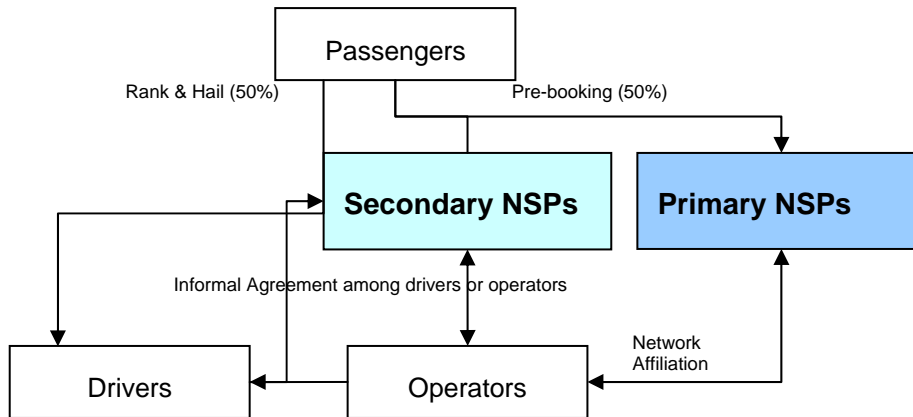 Passengers
Rank & Hail (50%)
Pre-booking (50%)
Secondary NSPs
Primary NSPs
Informal Agreement among drivers or operators
Network
Affiliation
Drivers
Operators